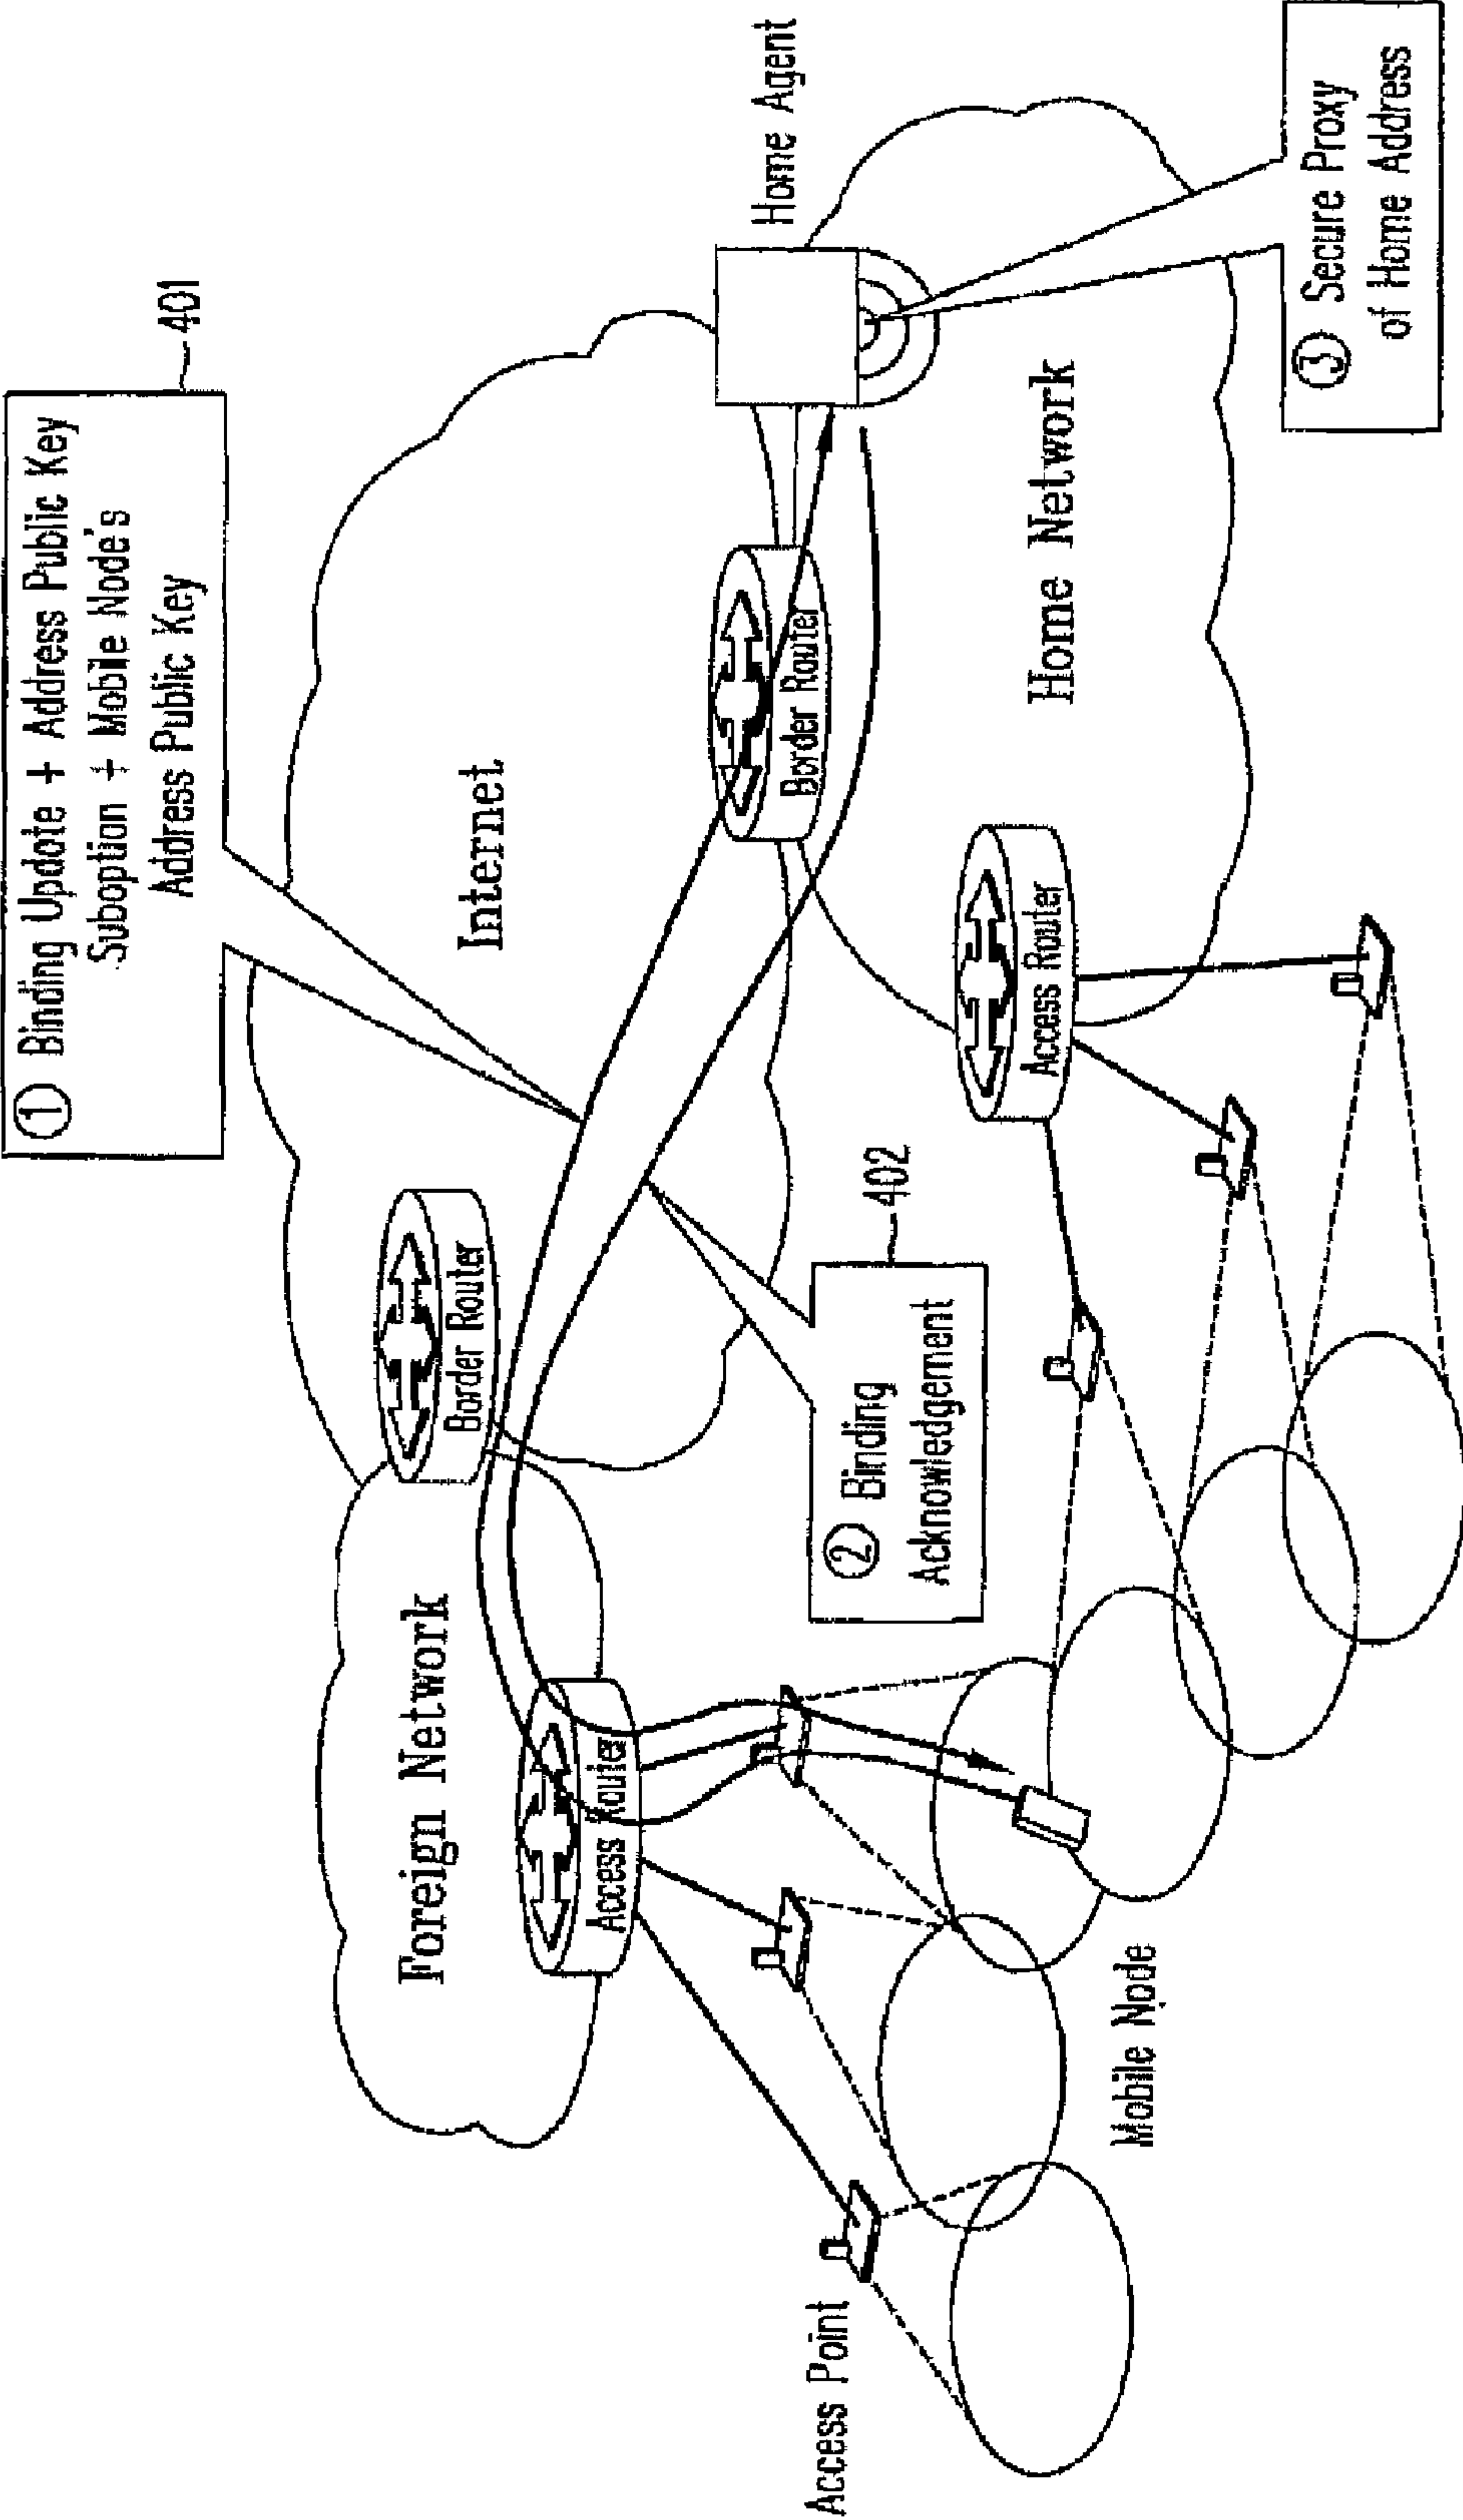 ① Binding Update + Address Public Key
Suboption + Mobile Node's
Address Public Key
401
Internet
Foreign Network
Border Router
Border Router
Home Agent
Access Router
② Binding
Acknowledgement
402
Access Router
Home Network
Access Point
Mobile Node
③ Secure Proxy
of Home Address